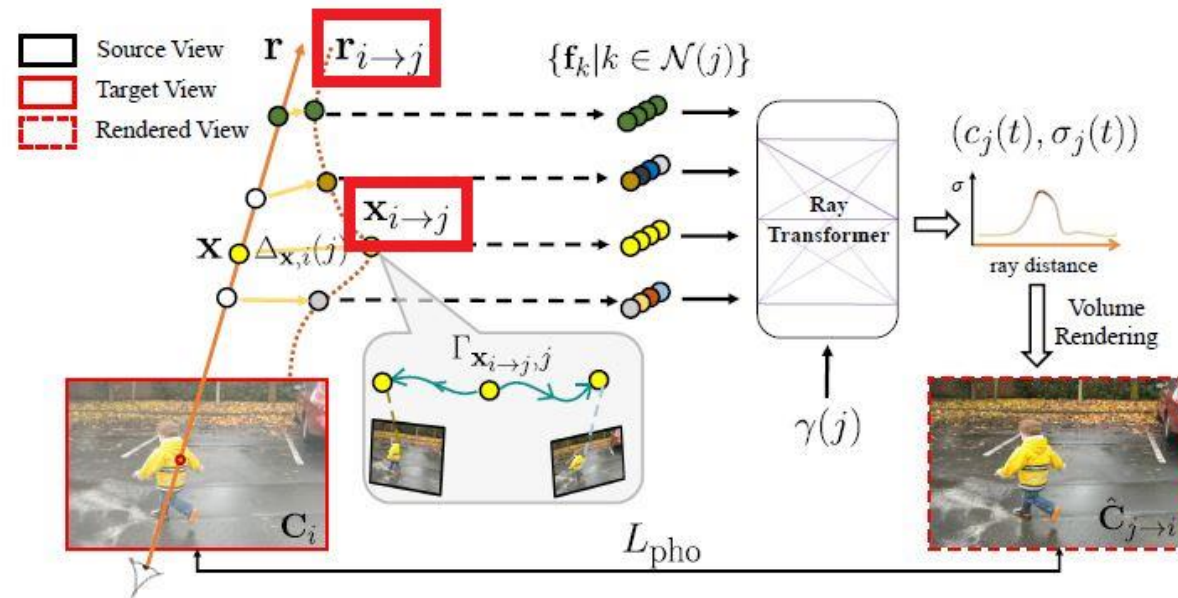 Source View
Target View
Rendered View
r
r_{i→j}
{f_k|k ∈ N(j)}
(c_j(t), σ_j(t))
σ
ray distance
x_{i→j}
x
Δ_{x,i}(j)
Ray
Transformer
Volume
Rendering
Γ_{x_{i→j},j}
γ(j)
C_i
Ĉ_{j→i}
L_pho